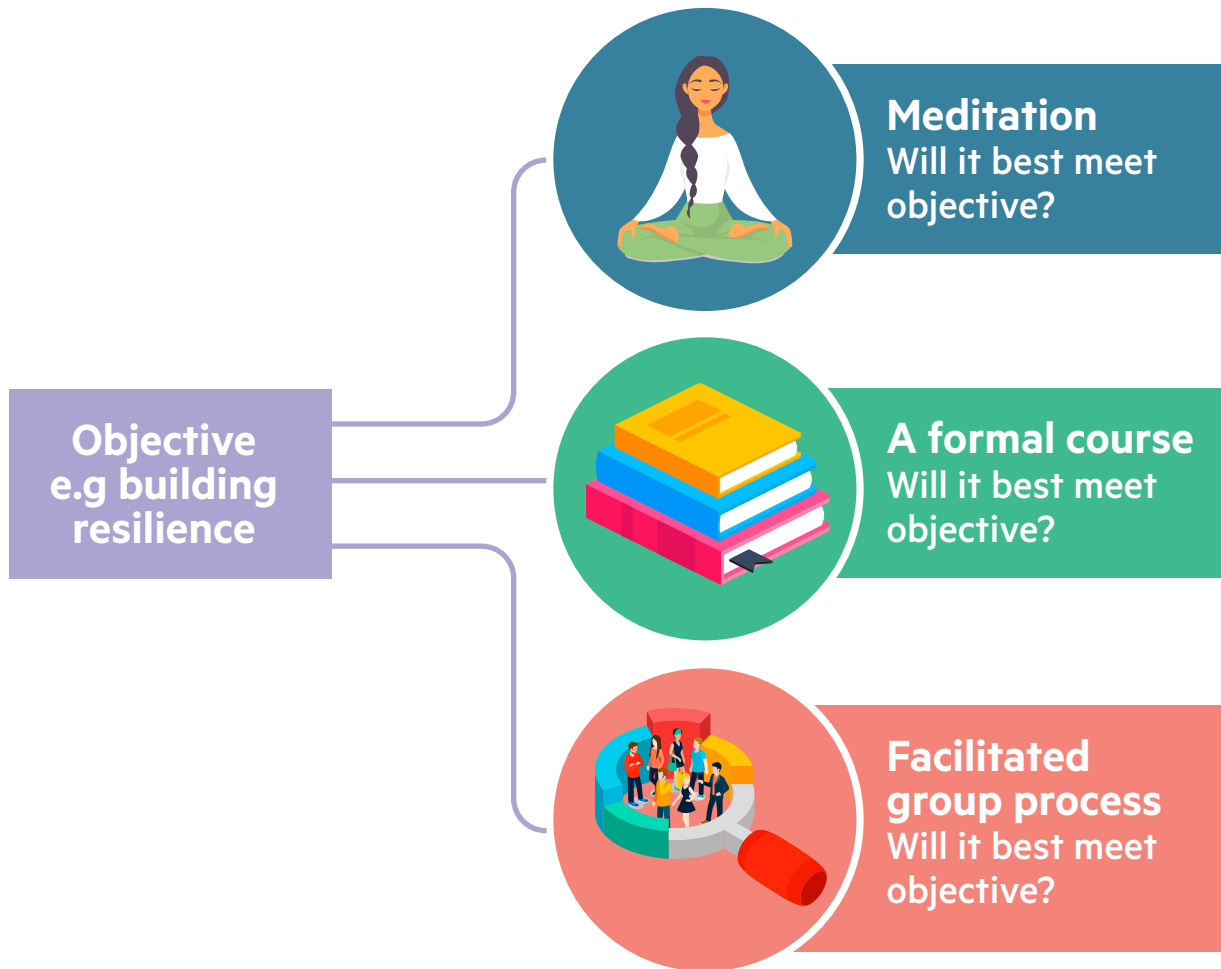 Objective
e.g building
resilience
Meditation
Will it best meet
objective?
A formal course
Will it best meet
objective?
Facilitated
group process
Will it best meet
objective?